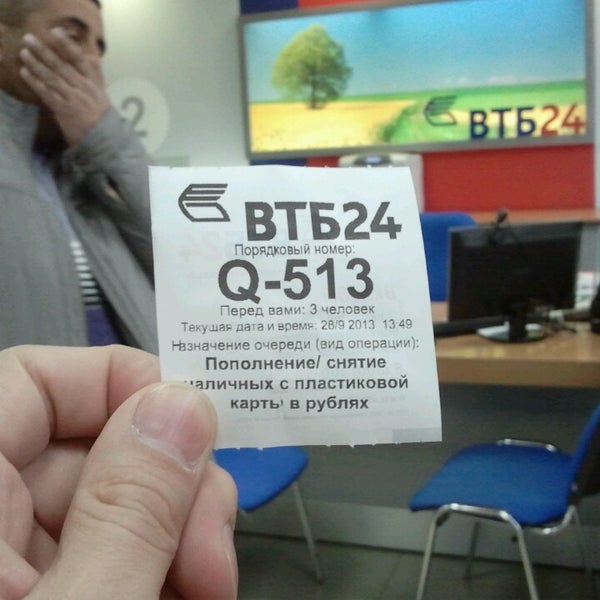 2
ВТБ24
ВТБ24
Порядковый номер:
Q-513
Перед вами: 3 человек
Текущая дата и время: 28/9 2013 13:49
Назначение очереди (вид операции):
Пополнение/ снятие
наличных с пластиковой
карты в рублях